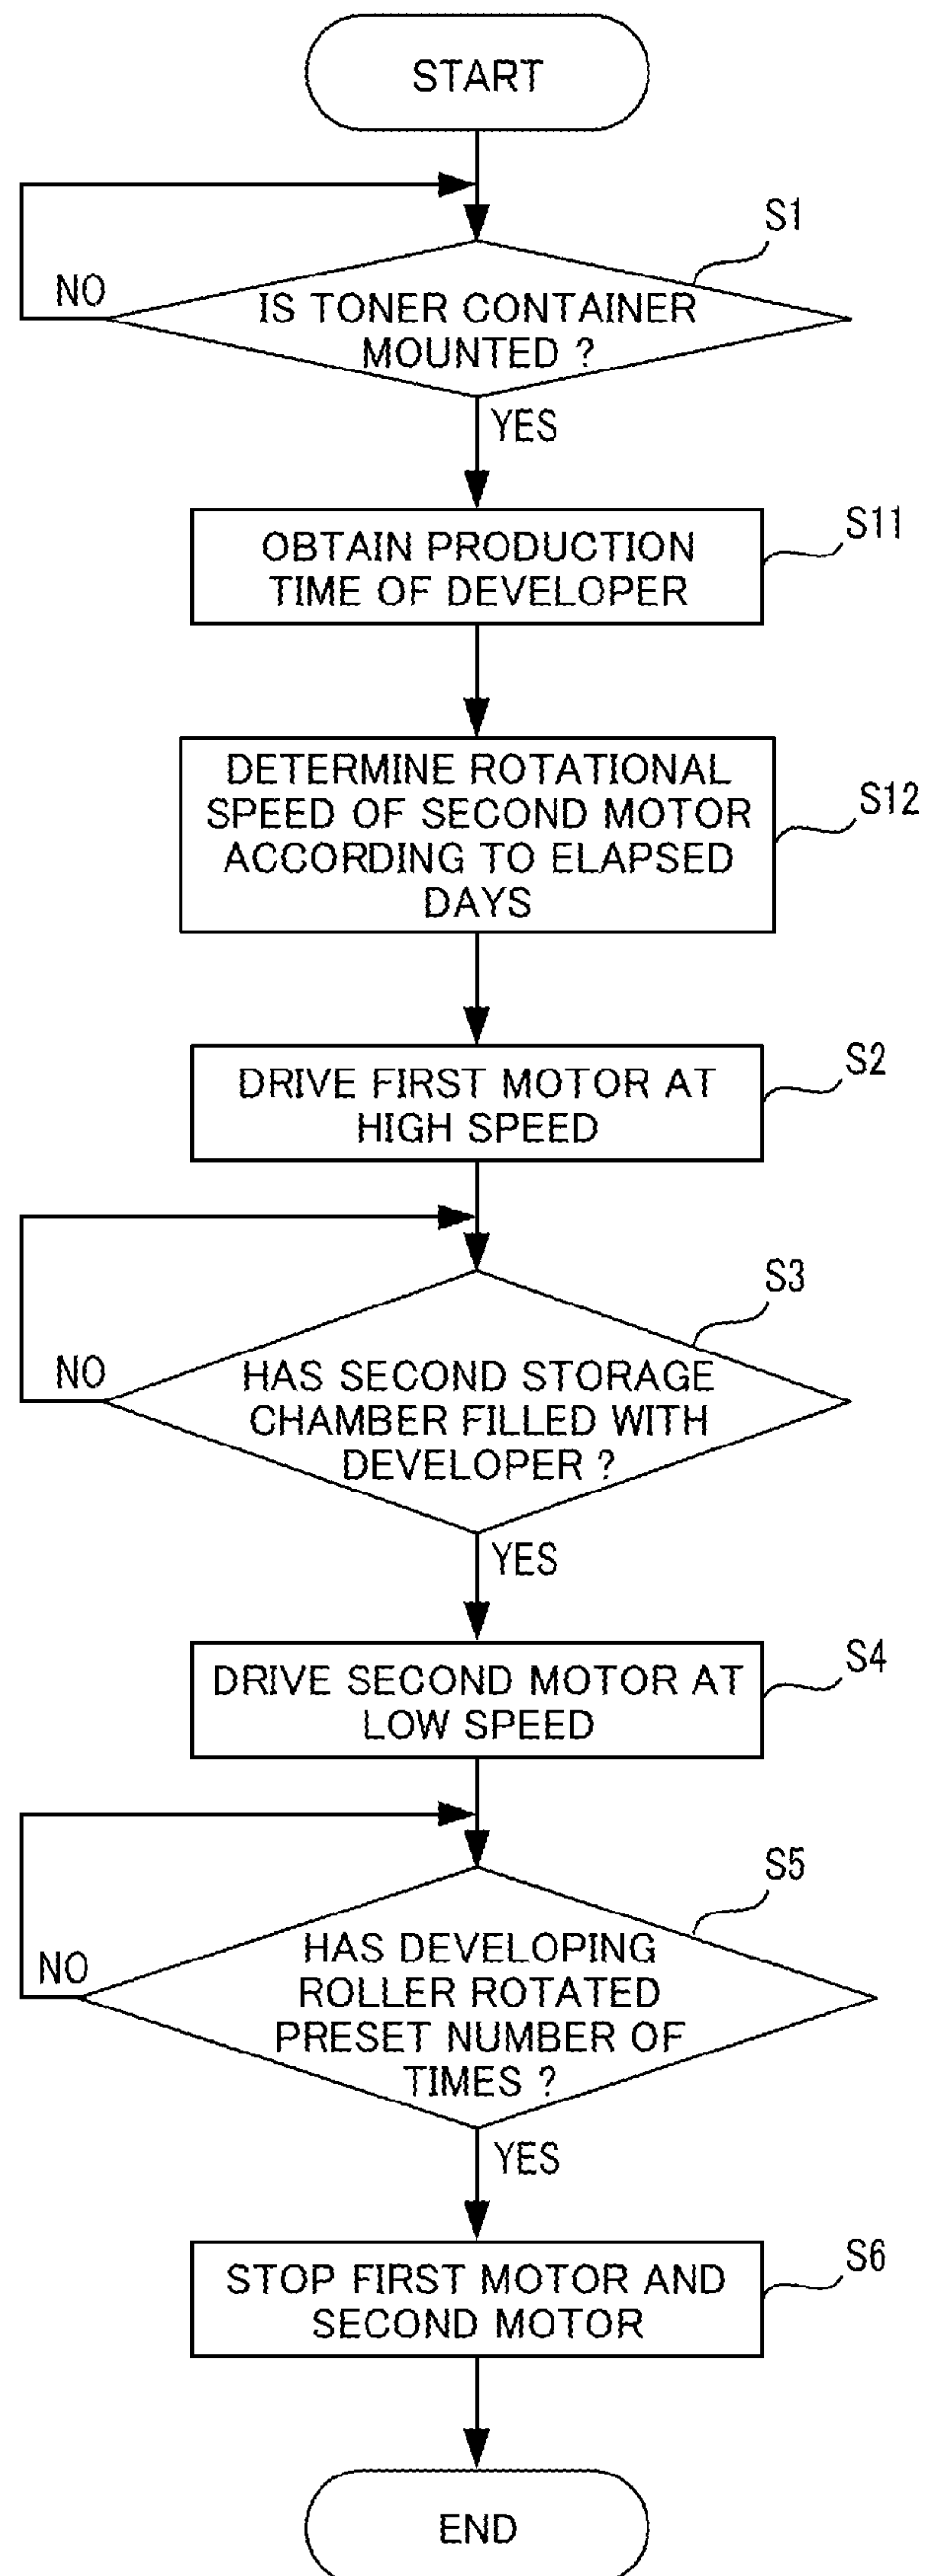 START
S1
NO
IS TONER CONTAINER
MOUNTED ?
YES
S11
OBTAIN PRODUCTION
TIME OF DEVELOPER
S12
DETERMINE ROTATIONAL
SPEED OF SECOND MOTOR
ACCORDING TO ELAPSED
DAYS
S2
DRIVE FIRST MOTOR AT
HIGH SPEED
S3
NO
HAS SECOND STORAGE
CHAMBER FILLED WITH
DEVELOPER ?
YES
S4
DRIVE SECOND MOTOR AT
LOW SPEED
S5
NO
HAS DEVELOPING
ROLLER ROTATED
PRESET NUMBER OF
TIMES ?
YES
S6
STOP FIRST MOTOR AND
SECOND MOTOR
END